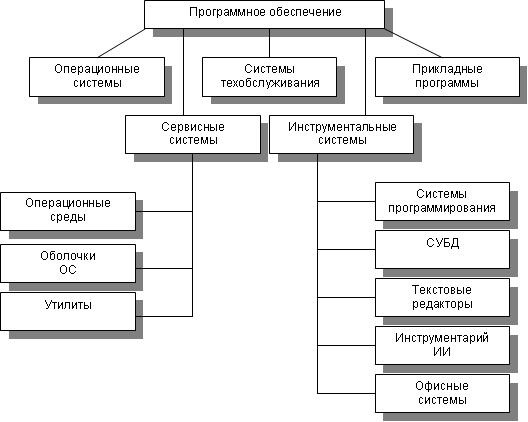 Программное обеспечение
Операционные
системы
Системы
техобслуживания
Прикладные
программы
Сервисные
системы
Инструментальные
системы
Операционные
среды
Оболочки
ОС
Утилиты
Системы
программирования
СУБД
Текстовые
редакторы
Инструментарий
ИИ
Офисные
системы